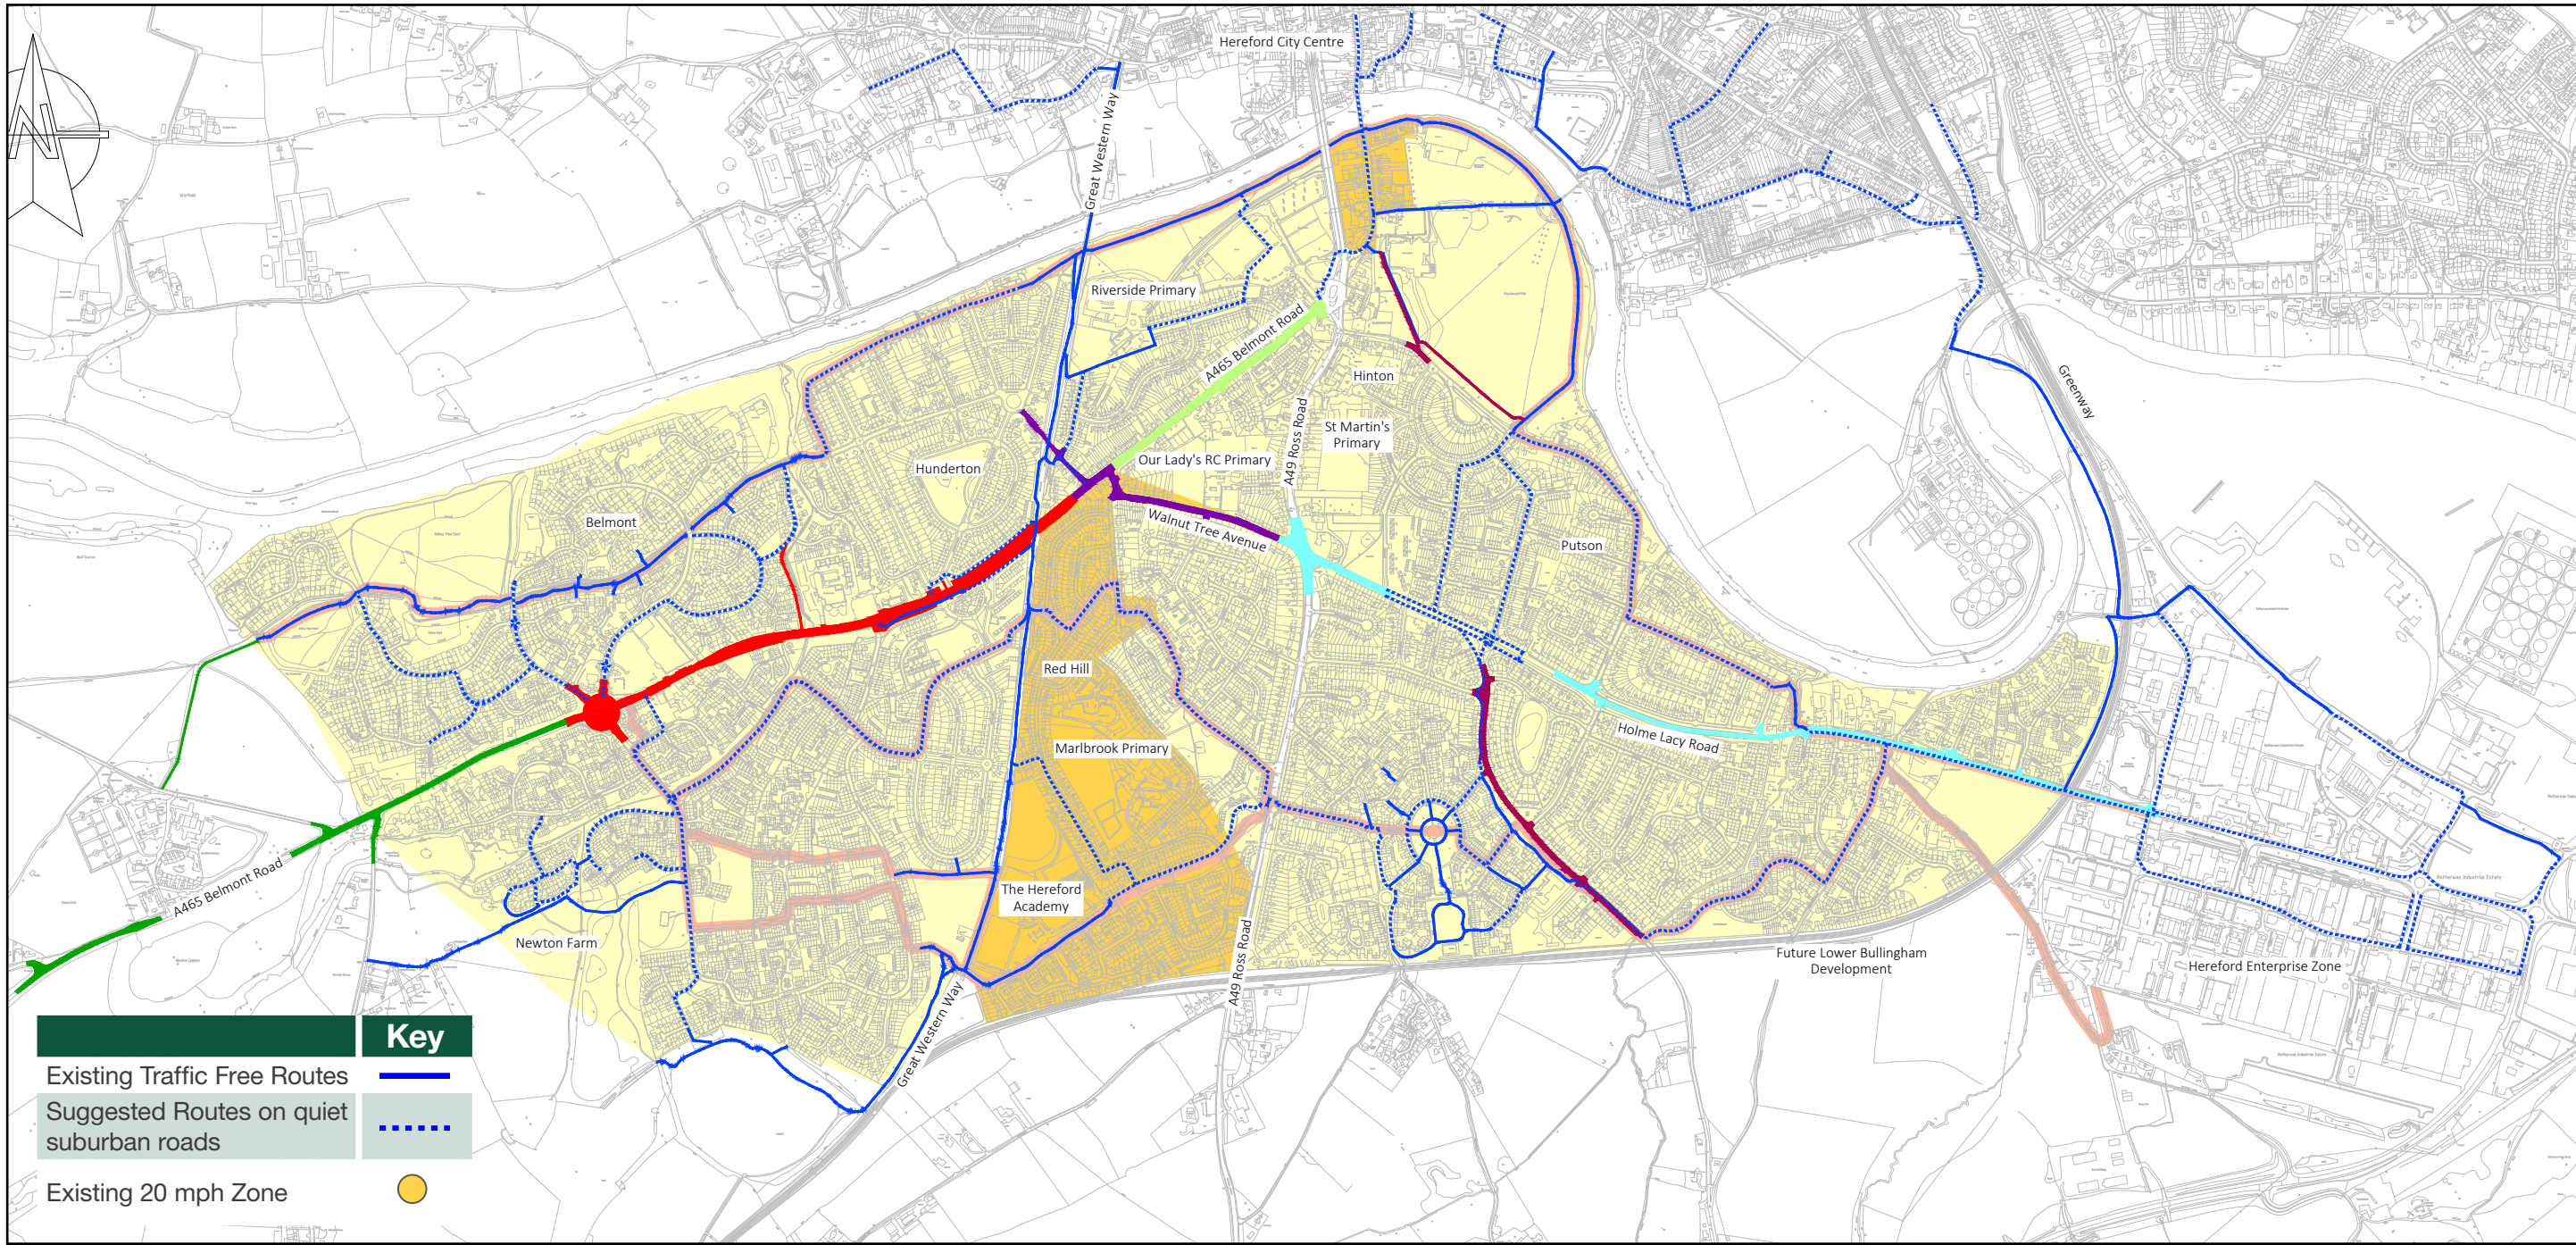 Hereford City Centre
Great Western Way
Riverside Primary
A465 Belmont Road
Hinton
Greenway
St Martin's
Primary
A49 Ross Road
Our Lady's RC Primary
Hunderton
Belmont
Walnut Tree Avenue
Putson
Red Hill
Marlbrook Primary
Holme Lacy Road
The Hereford
Academy
A465 Belmont Road
Newton Farm
A49 Ross Road
Future Lower Bullingham
Development
Hereford Enterprise Zone
Great Western Way
N
Key
Existing Traffic Free Routes
Suggested Routes on quiet
suburban roads
Existing 20 mph Zone